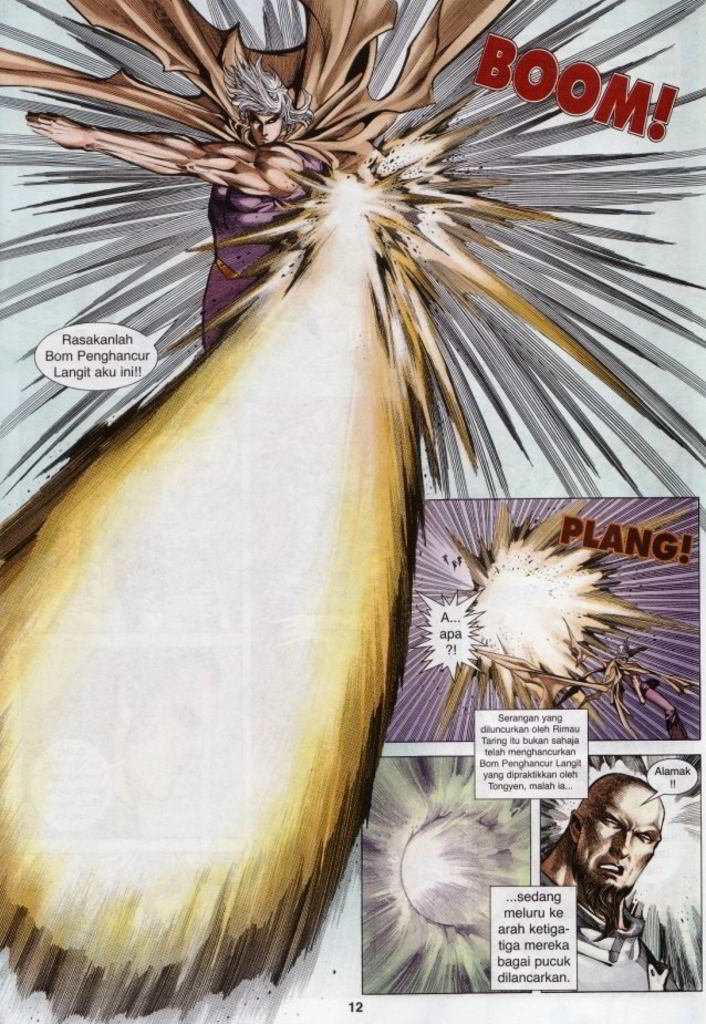 BOOM!
Rasakanlah
Bom Penghancur
Langit aku ini!!
PLANG!
A...
apa
?!
Serangan yang
diluncurkan oleh Rimau
Taring itu bukan sahaja
telah menghancurkan
Bom Penghancur Langit
yang dipraktikkan oleh
Tongyen, malah ia...
Alamak
!!
...sedang
meluru ke
arah ketiga-
tiga mereka
bagai pucuk
dilancarkan.
12